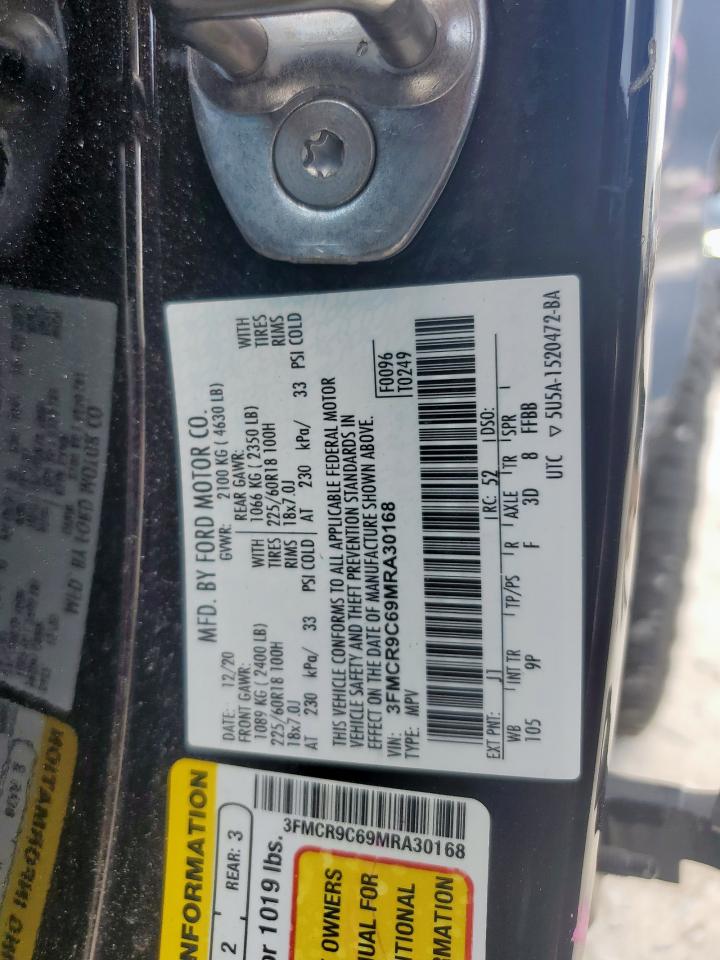 MFD. BY FORD MOTOR CO.
DATE: 12/20 GVWR: 2100 KG ( 4630 LB)
FRONT GAWR: REAR GAWR:
1089 KG ( 2400 LB) WITH 1066 KG ( 2350 LB) WITH
225/60R18 100H TIRES 225/60R18 100H TIRES
18x7.0J RIMS 18x7.0J RIMS
AT 230 kPa/ 33 PSI COLD AT 230 kPa/ 33 PSI COLD
THIS VEHICLE CONFORMS TO ALL APPLICABLE FEDERAL MOTOR
VEHICLE SAFETY AND THEFT PREVENTION STANDARDS IN
EFFECT ON THE DATE OF MANUFACTURE SHOWN ABOVE.
VIN: 3FMCR9C69MRA30168
TYPE: MPV
F0096
T0249
EXT PNT: J1 RC: 52 DSO:
WB INT TR TP/PS R AXLE TR SPR
105 9P F 3D 8 FFBB
UTC ▽ 5U5A-1520472-BA
NFORMATION
2 REAR: 3
or 1019 lbs.
3FMCR9C69MRA30168
OWNERS
UAL FOR
ITIONAL
RMATION